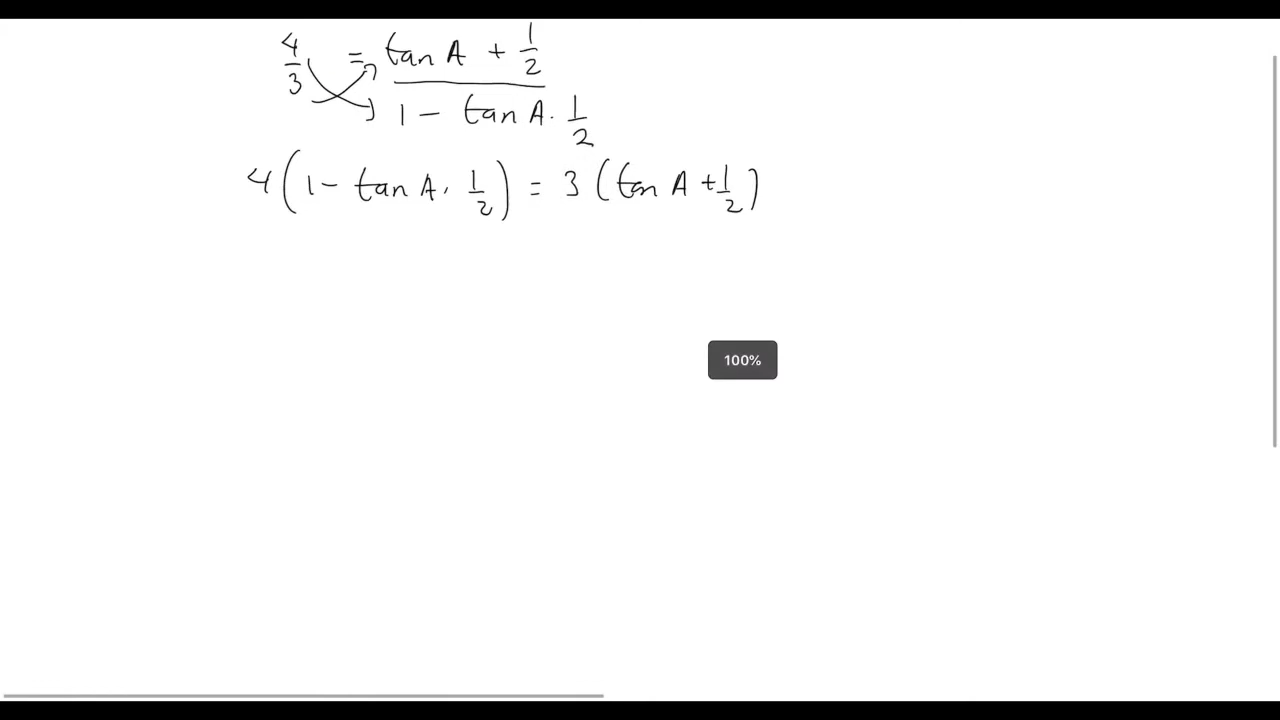 4/3 = (tan A + 1/2) / (1 - tan A · 1/2)
4 (1 - tan A · 1/2) = 3 (tan A + 1/2)
100%